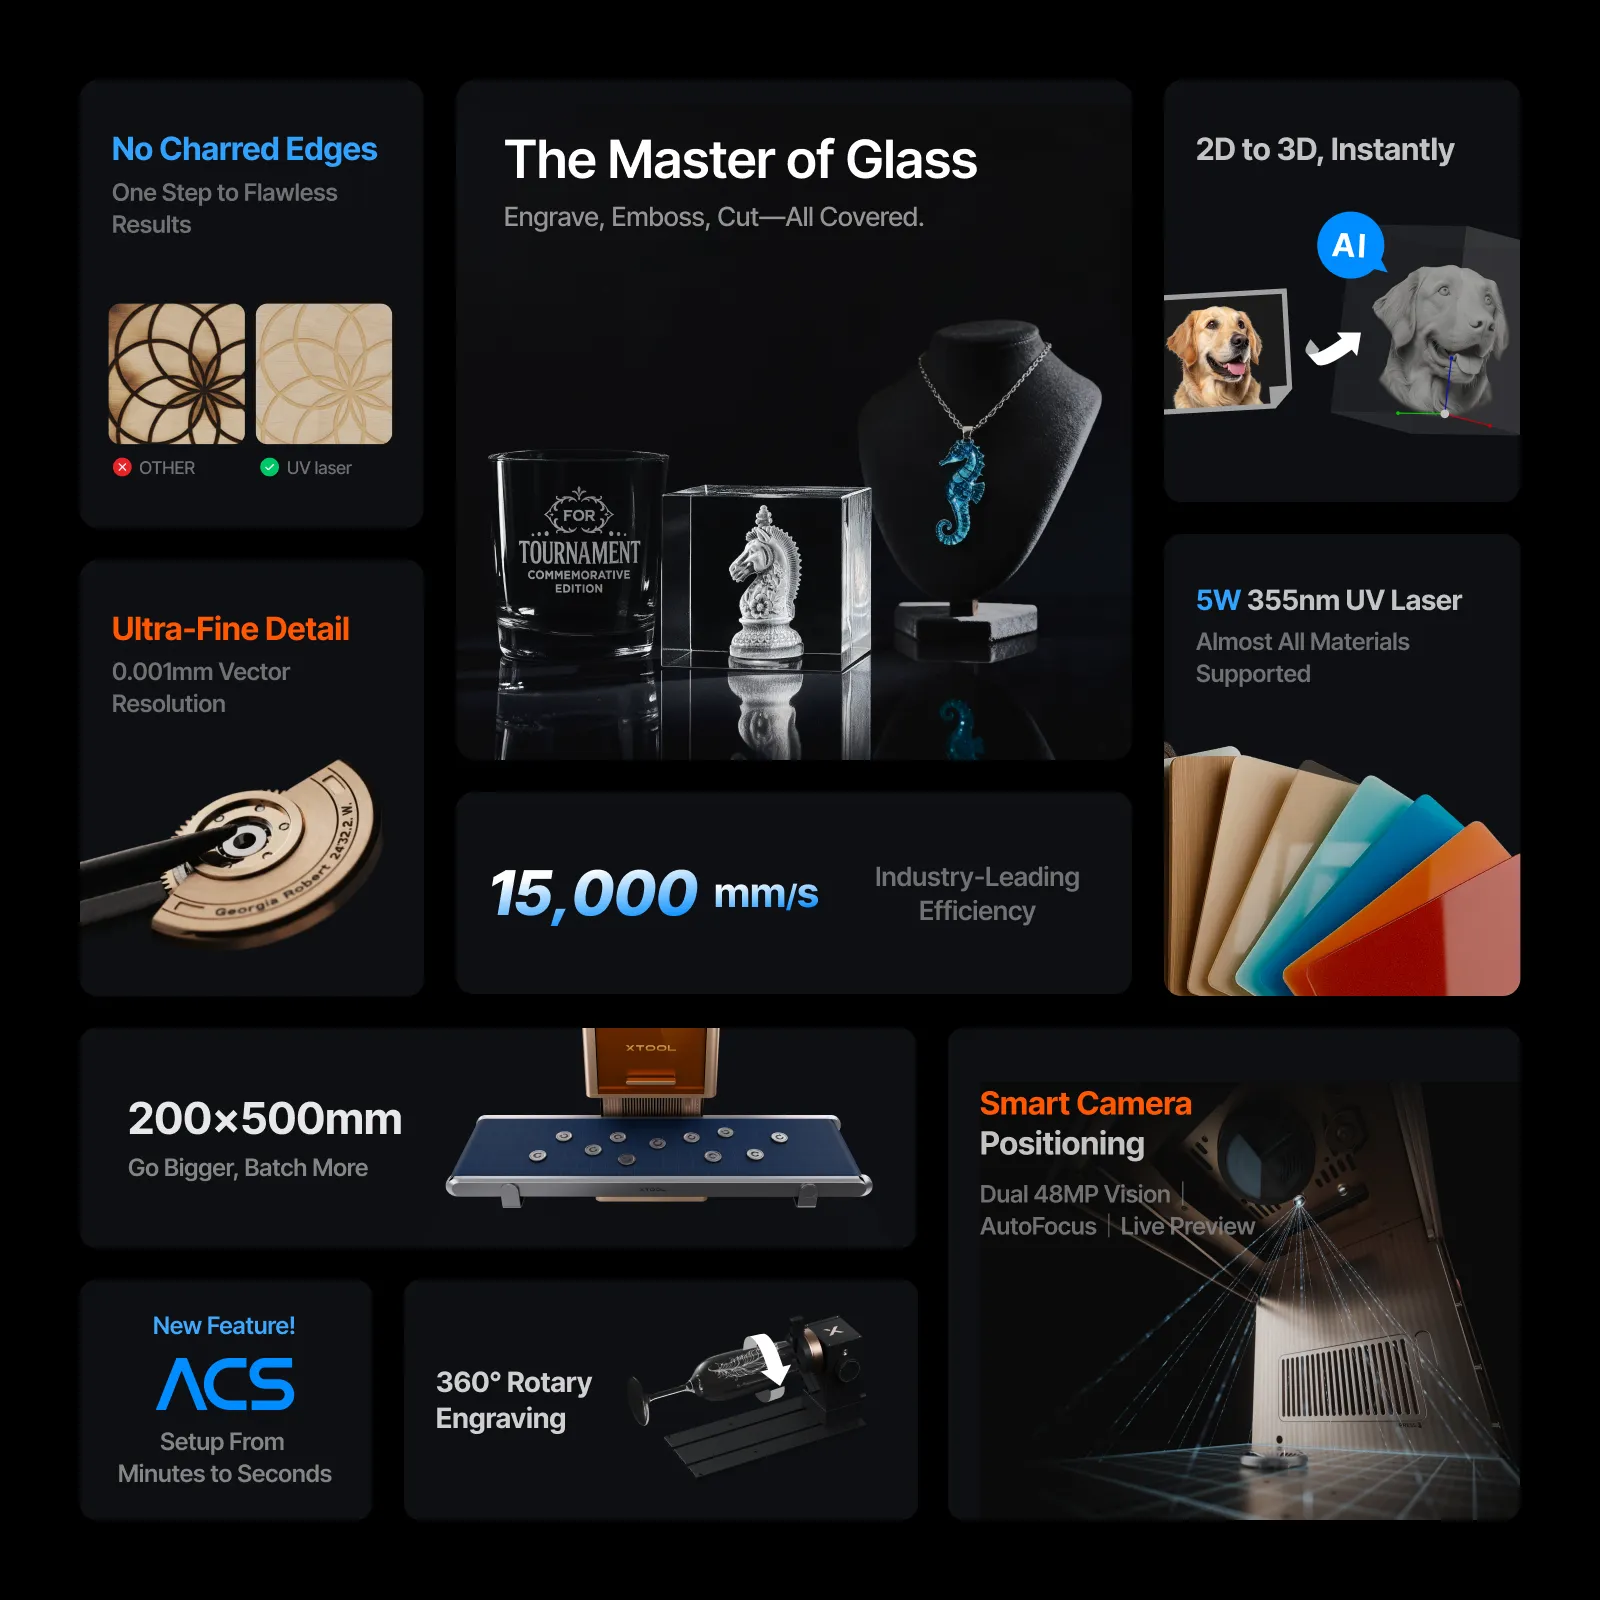 No Charred Edges
One Step to Flawless
Results
OTHER
UV laser
The Master of Glass
Engrave, Emboss, Cut—All Covered.
FOR
TOURNAMENT
COMMEMORATIVE
EDITION
2D to 3D, Instantly
AI
Ultra-Fine Detail
0.001mm Vector
Resolution
Georgia Robert 2432.2. W.
15,000 mm/s
Industry-Leading
Efficiency
5W 355nm UV Laser
Almost All Materials
Supported
200×500mm
Go Bigger, Batch More
XTOOL
XTOOL
Smart Camera
Positioning
Dual 48MP Vision |
AutoFocus | Live Preview
New Feature!
ACS
Setup From
Minutes to Seconds
360° Rotary
Engraving
X